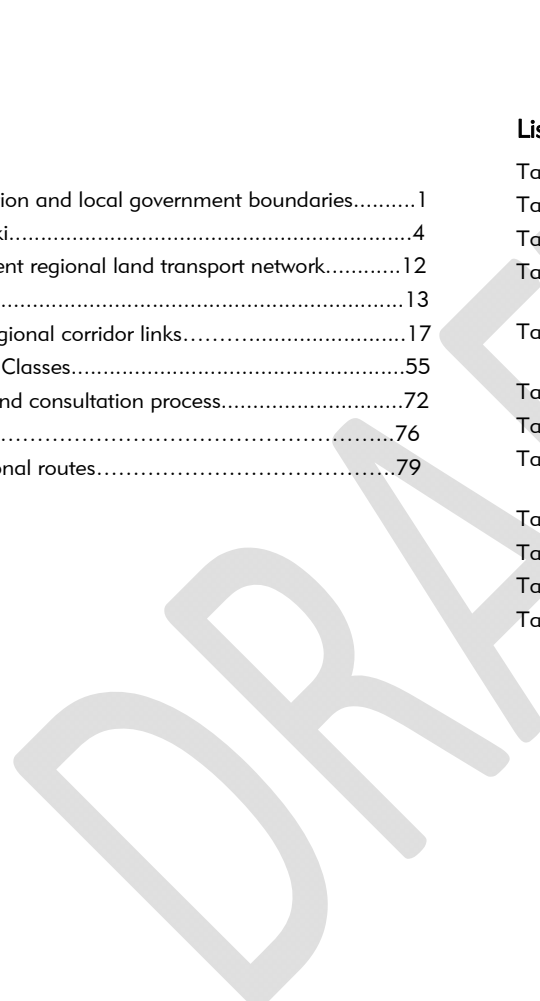 tion and local government boundaries..........1
ki.................................................................4
ent regional land transport network............12
................................................................13
gional corridor links……….........................17
Classes.....................................................55
nd consultation process.............................72
………………………………………………...76
onal routes………………………………….79
Lis
Ta
Ta
Ta
Ta
Ta
Ta
Ta
Ta
Ta
Ta
Ta
Ta
DRA